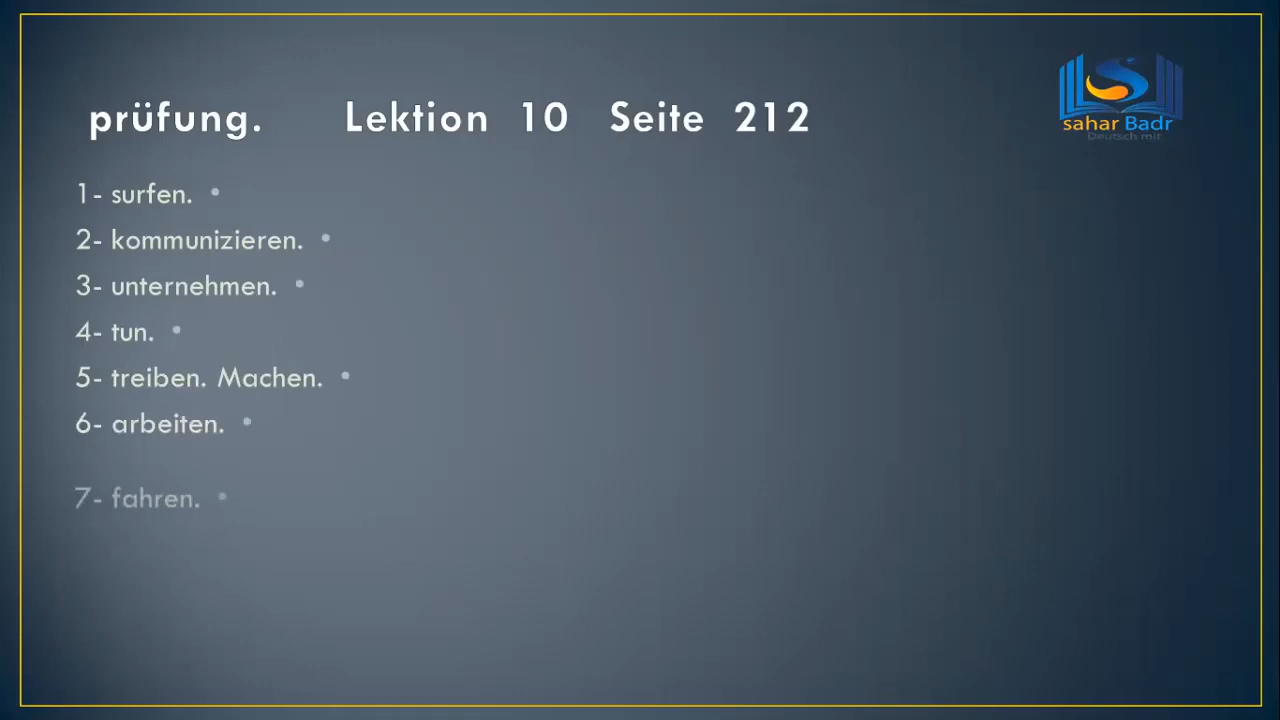 sahar Badr
Deutsch mit
prüfung. Lektion 10 Seite 212
1- surfen. •
2- kommunizieren. •
3- unternehmen. •
4- tun. •
5- treiben. Machen. •
6- arbeiten. •
7- fahren. •